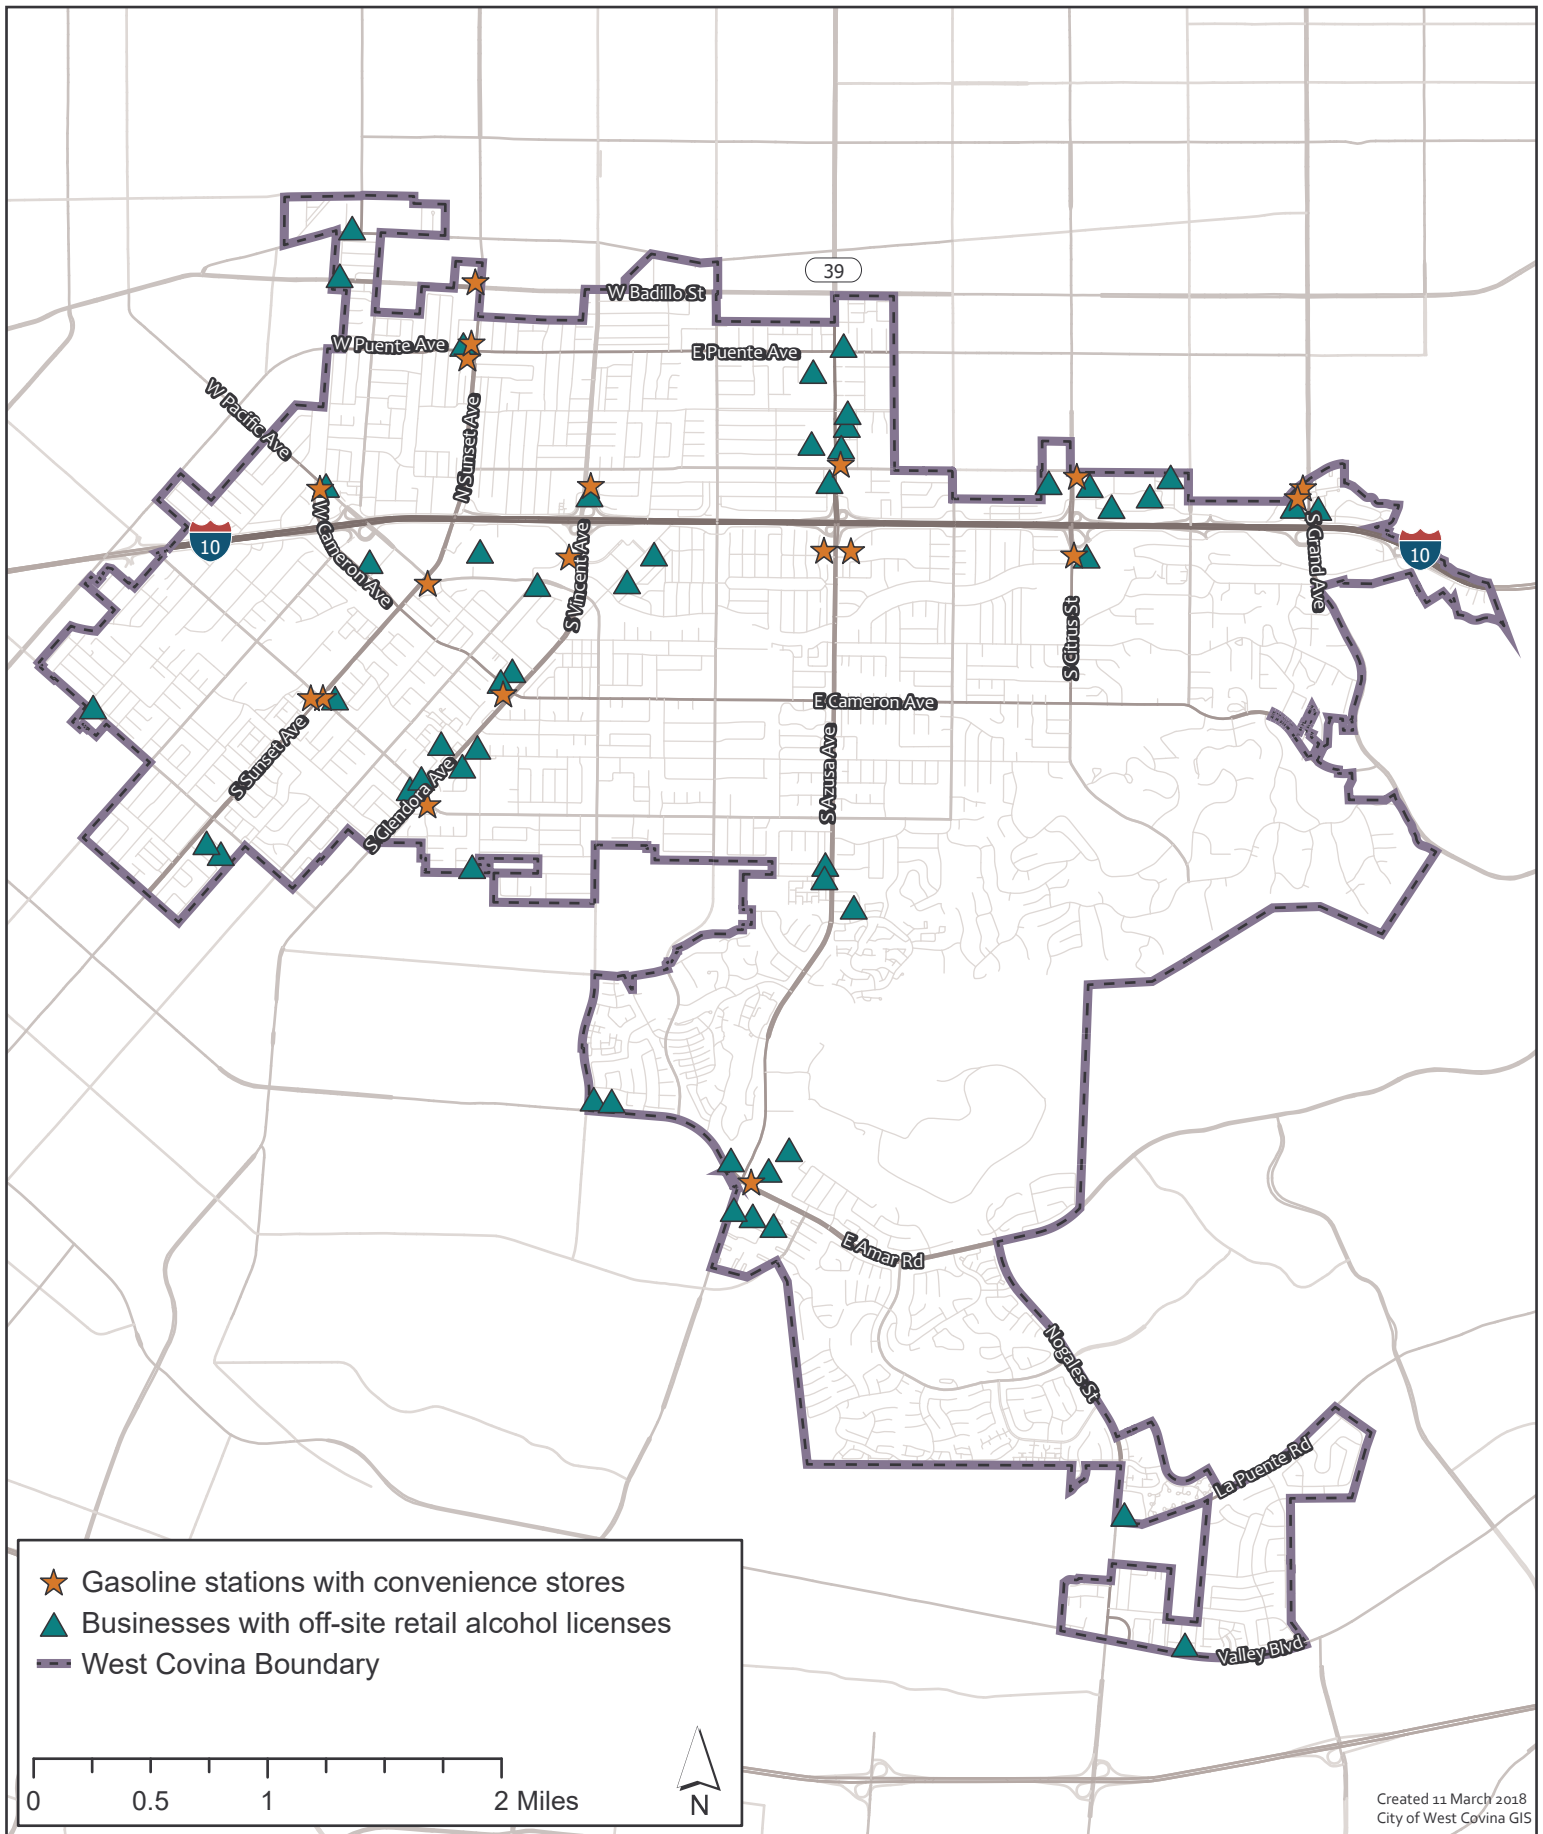 39
W Badillo St
W Puente Ave
E Puente Ave
W Pacific Ave
N Sunset Ave
W Cameron Ave
10
S Vincent Ave
S Grand Ave
10
S Citrus St
E Cameron Ave
S Sunset Ave
S Glendora Ave
S Azusa Ave
E Amar Rd
Nogales St
La Puente Rd
Valley Blvd
Gasoline stations with convenience stores
Businesses with off-site retail alcohol licenses
West Covina Boundary
0 0.5 1 2 Miles
N
Created 11 March 2018
City of West Covina GIS